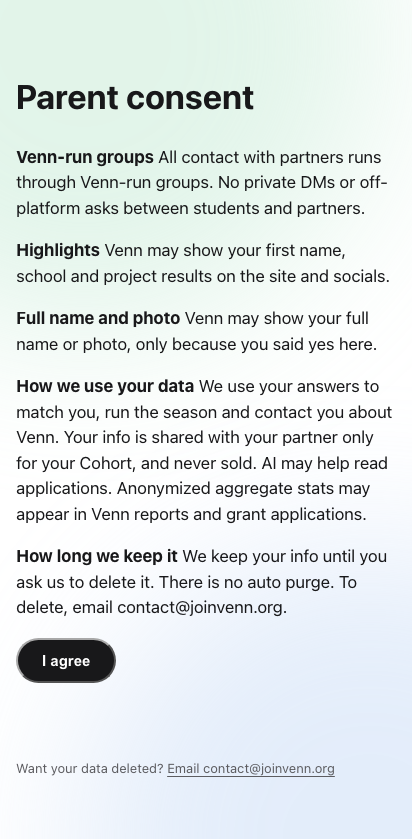 Parent consent
Venn-run groups All contact with partners runs
through Venn-run groups. No private DMs or off-
platform asks between students and partners.
Highlights Venn may show your first name,
school and project results on the site and socials.
Full name and photo Venn may show your full
name or photo, only because you said yes here.
How we use your data We use your answers to
match you, run the season and contact you about
Venn. Your info is shared with your partner only
for your Cohort, and never sold. AI may help read
applications. Anonymized aggregate stats may
appear in Venn reports and grant applications.
How long we keep it We keep your info until you
ask us to delete it. There is no auto purge. To
delete, email contact@joinvenn.org.
I agree
Want your data deleted? Email contact@joinvenn.org